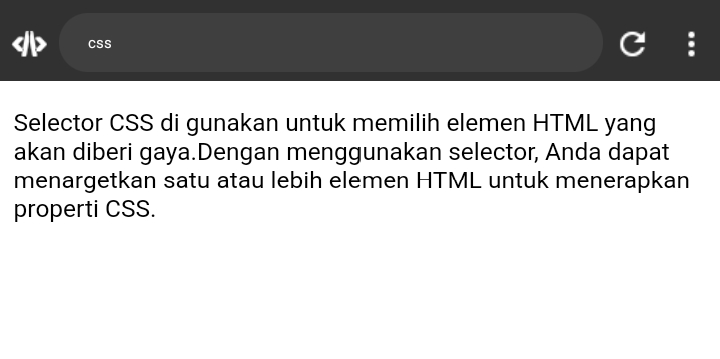 css
Selector CSS di gunakan untuk memilih elemen HTML yang
akan diberi gaya.Dengan menggunakan selector, Anda dapat
menargetkan satu atau lebih elemen HTML untuk menerapkan
properti CSS.